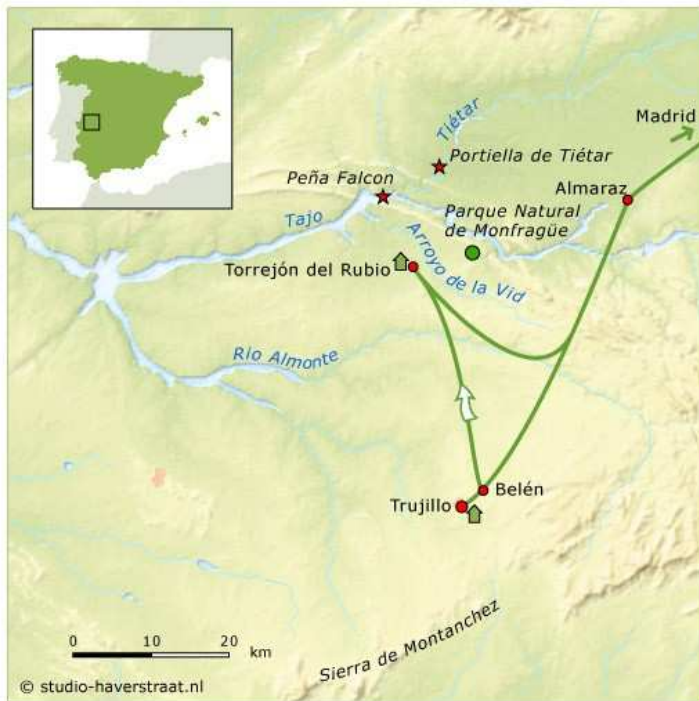 Madrid
Tiétar
Portiella de Tiétar
Peña Falcon
Almaraz
Parque Natural
de Monfragüe
Tajo
Arroyo de la Vid
Torrejón del Rubio
Rio Almonte
Belén
Trujillo
Sierra de Montanchez
0 10 20
km
© studio-haverstraat.nl